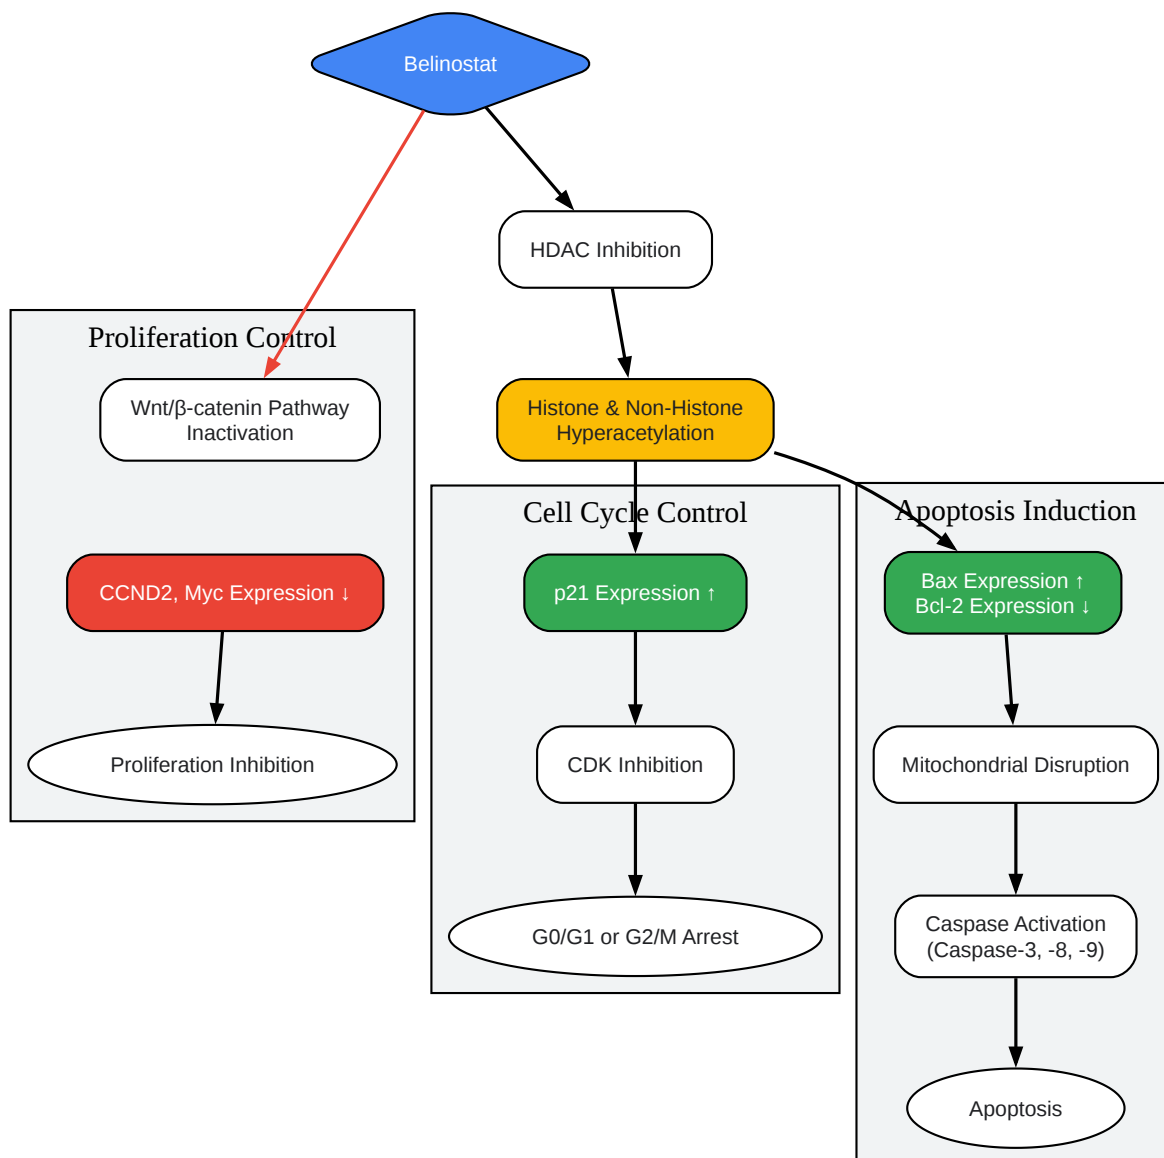 Belinostat
HDAC Inhibition
Proliferation Control
Wnt/β-catenin Pathway
Inactivation
Histone & Non-Histone
Hyperacetylation
Cell Cycle Control
Apoptosis Induction
CCND2, Myc Expression ↓
p21 Expression ↑
Bax Expression ↑
Bcl-2 Expression ↓
Proliferation Inhibition
CDK Inhibition
Mitochondrial Disruption
G0/G1 or G2/M Arrest
Caspase Activation
(Caspase-3, -8, -9)
Apoptosis